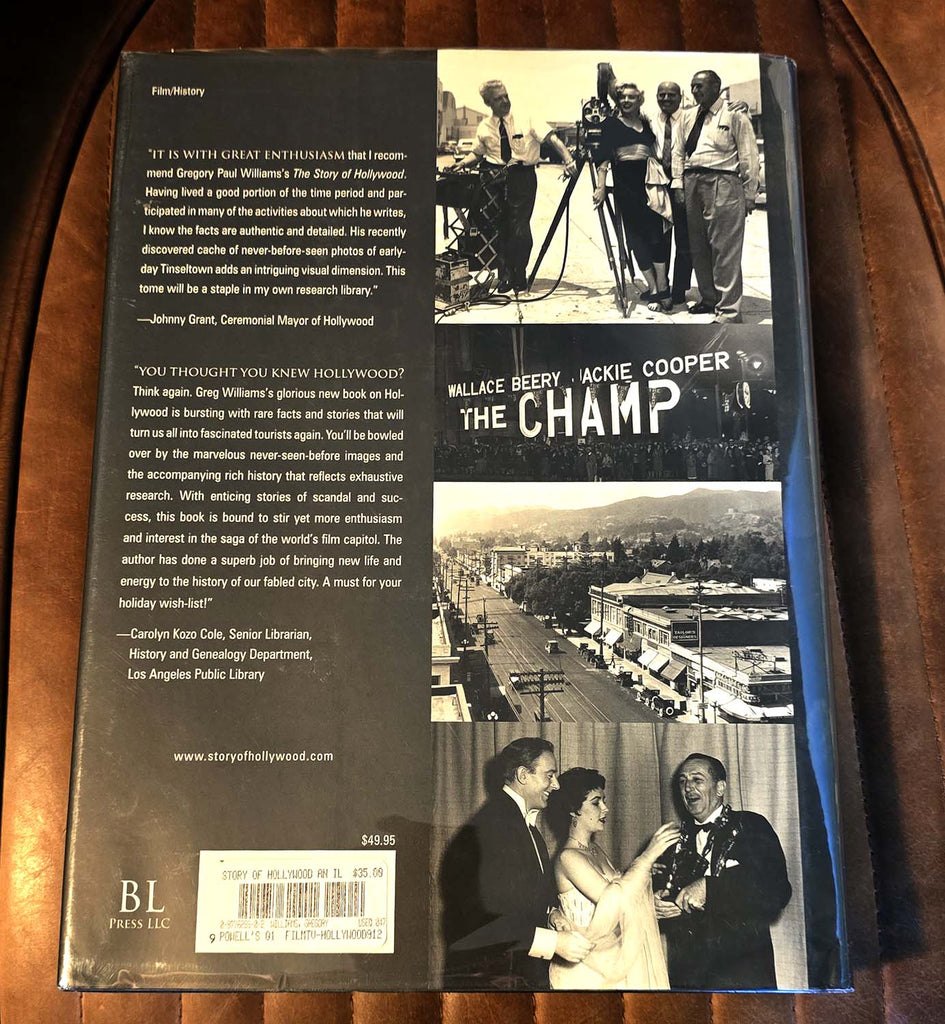 Film/History
"IT IS WITH GREAT ENTHUSIASM that I recom-
mend Gregory Paul Williams's The Story of Hollywood.
Having lived a good portion of the time period and par-
ticipated in many of the activities about which he writes,
I know the facts are authentic and detailed. His recently
discovered cache of never-before-seen photos of early-
day Tinseltown adds an intriguing visual dimension. This
tome will be a staple in my own research library."
—Johnny Grant, Ceremonial Mayor of Hollywood
"YOU THOUGHT YOU KNEW HOLLYWOOD?
Think again. Greg Williams's glorious new book on Hol-
lywood is bursting with rare facts and stories that will
turn us all into fascinated tourists again. You'll be bowled
over by the marvelous never-seen-before images and
the accompanying rich history that reflects exhaustive
research. With enticing stories of scandal and suc-
cess, this book is bound to stir yet more enthusiasm
and interest in the saga of the world's film capitol. The
author has done a superb job of bringing new life and
energy to the history of our fabled city. A must for your
holiday wish-list!"
—Carolyn Kozo Cole, Senior Librarian,
History and Genealogy Department,
Los Angeles Public Library
www.storyofhollywood.com
$49.95
BL
PRESS LLC
STORY OF HOLLYWOOD AN IL $35.00
WILLIAMS, GREGORY USED
9 POWELL'S 01 FILMTV-HOLLYWOOD912
WALLACE BEERY JACKIE COOPER
THE CHAMP
TAILORS